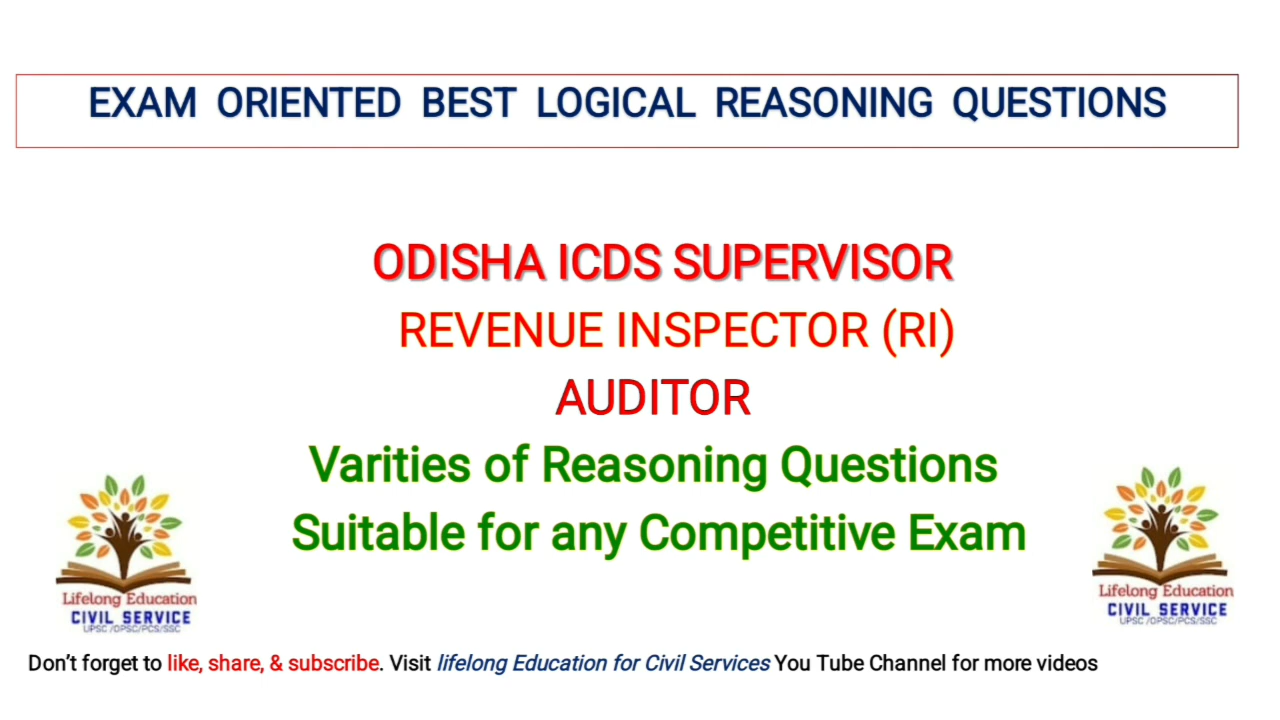 EXAM ORIENTED BEST LOGICAL REASONING QUESTIONS
ODISHA ICDS SUPERVISOR
REVENUE INSPECTOR (RI)
AUDITOR
Varities of Reasoning Questions
Suitable for any Competitive Exam
Lifelong Education
CIVIL SERVICE
UPSC /OPSC/PCS/SSC
Lifelong Education
CIVIL SERVICE
UPSC /OPSC/PCS/SSC
Don't forget to like, share, & subscribe. Visit lifelong Education for Civil Services You Tube Channel for more videos